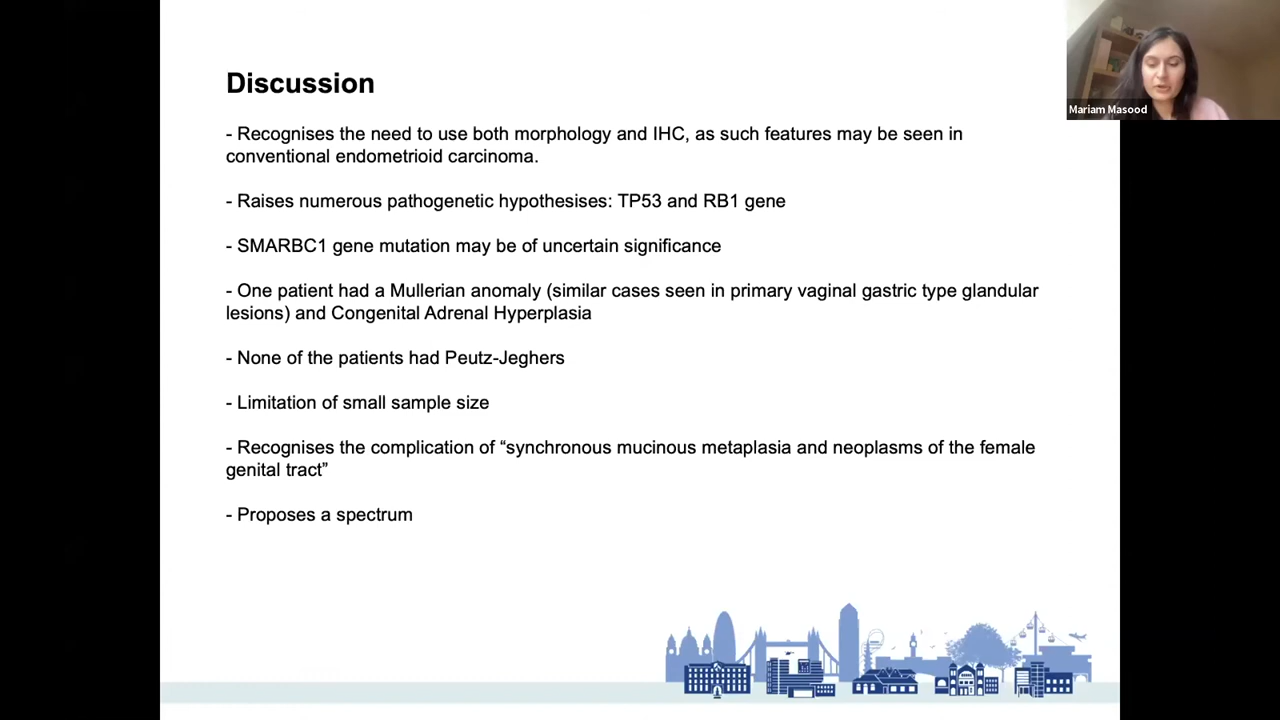 Discussion
- Recognises the need to use both morphology and IHC, as such features may be seen in
conventional endometrioid carcinoma.
- Raises numerous pathogenetic hypothesises: TP53 and RB1 gene
- SMARBC1 gene mutation may be of uncertain significance
- One patient had a Mullerian anomaly (similar cases seen in primary vaginal gastric type glandular
lesions) and Congenital Adrenal Hyperplasia
- None of the patients had Peutz-Jeghers
- Limitation of small sample size
- Recognises the complication of “synchronous mucinous metaplasia and neoplasms of the female
genital tract”
- Proposes a spectrum
Mariam Masood